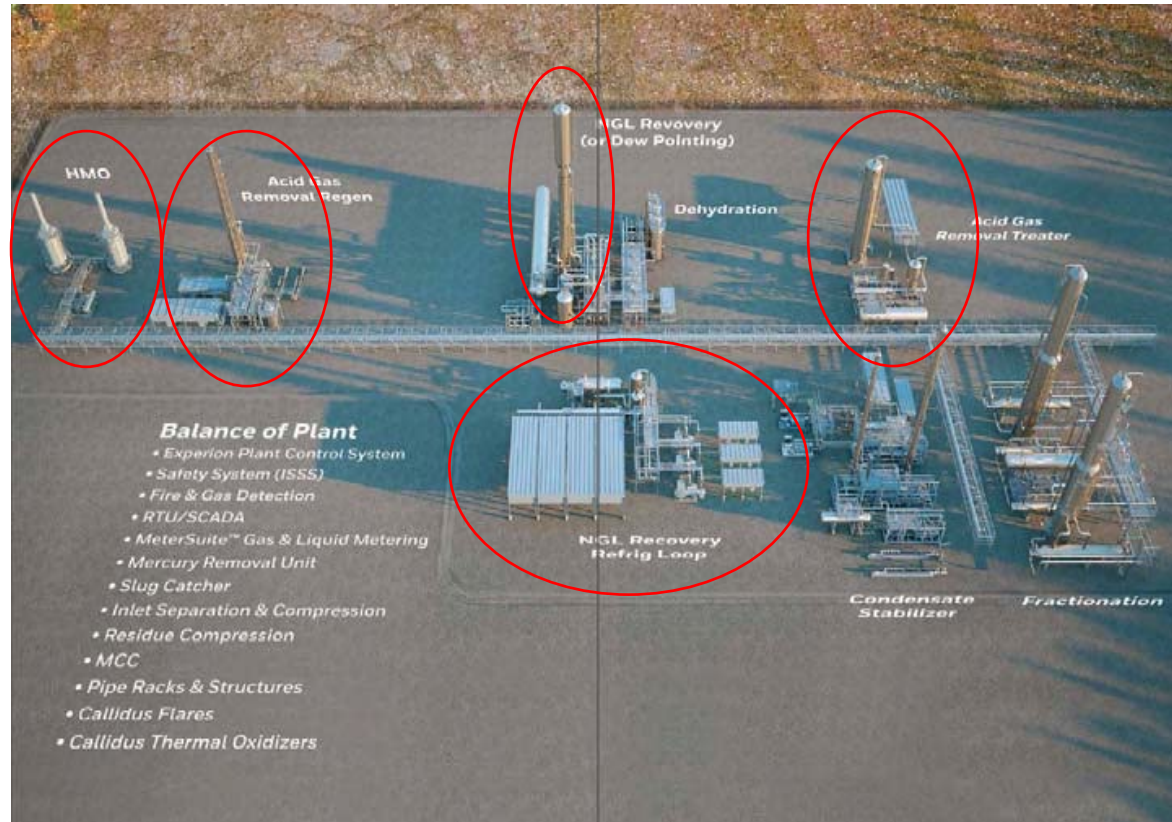 HMO
Acid Gas
Removal Regen
NGL Revovery
(or Dew Pointing)
Dehydration
Acid Gas
Removal Treater
NGL Recovery
Refrig Loop
Condensate
Stabilizer
Fractionation
Balance of Plant
• Experion Plant Control System
• Safety System (ISSS)
• Fire & Gas Detection
• RTU/SCADA
• MeterSuite™ Gas & Liquid Metering
• Mercury Removal Unit
• Slug Catcher
• Inlet Separation & Compression
• Residue Compression
• MCC
• Pipe Racks & Structures
• Callidus Flares
• Callidus Thermal Oxidizers